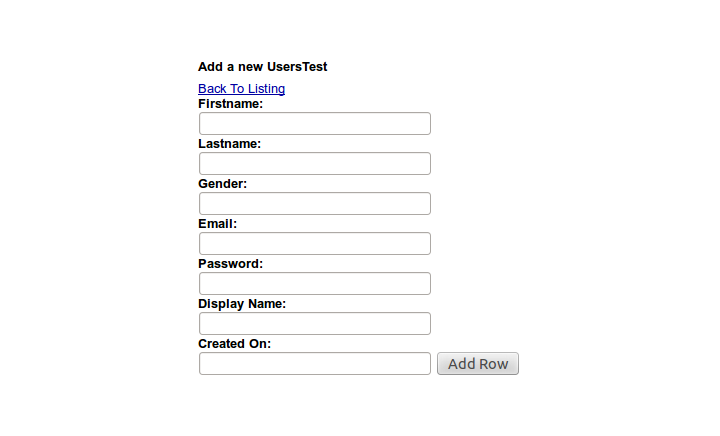 Add a new UsersTest
Back To Listing
Firstname:
Lastname:
Gender:
Email:
Password:
Display Name:
Created On:
Add Row